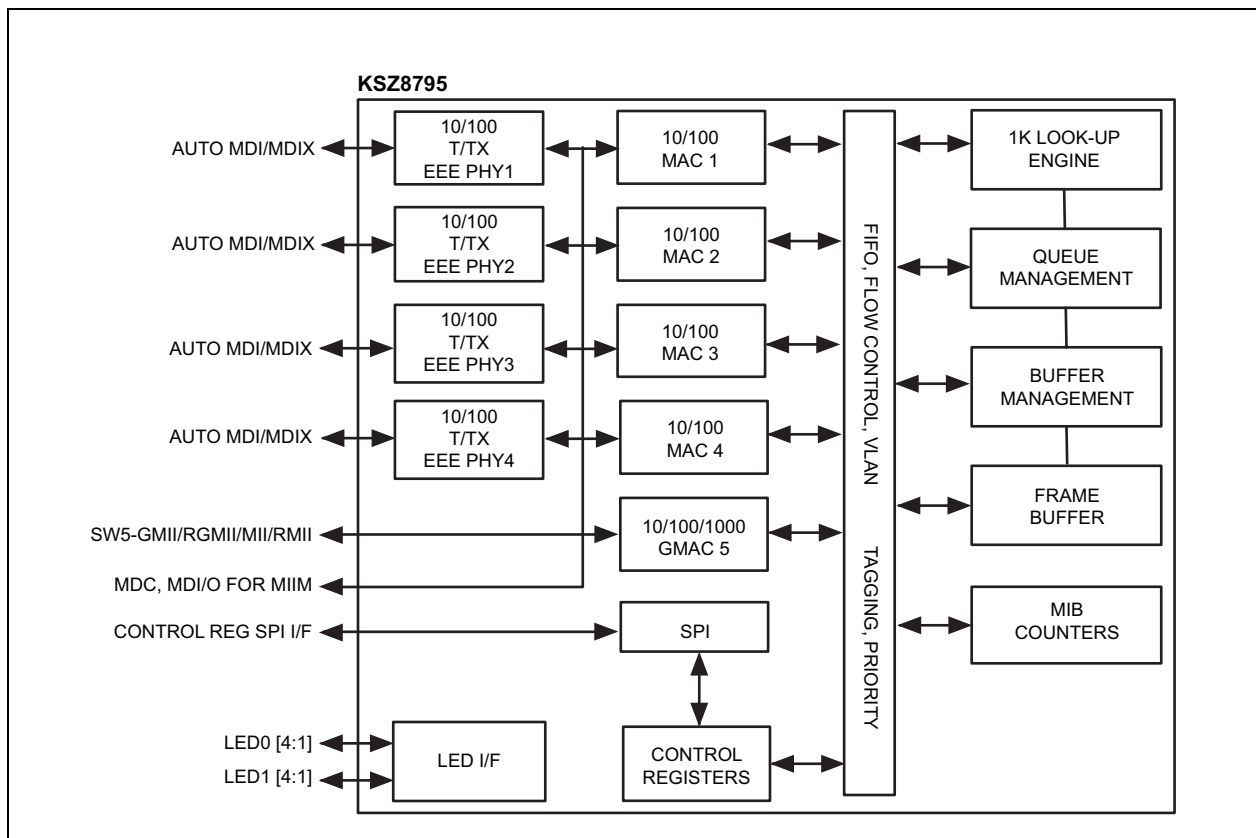 KSZ8795
AUTO MDI/MDIX
10/100
T/TX
EEE PHY1
10/100
MAC 1
1K LOOK-UP
ENGINE
AUTO MDI/MDIX
10/100
T/TX
EEE PHY2
10/100
MAC 2
QUEUE
MANAGEMENT
AUTO MDI/MDIX
10/100
T/TX
EEE PHY3
10/100
MAC 3
BUFFER
MANAGEMENT
AUTO MDI/MDIX
10/100
T/TX
EEE PHY4
10/100
MAC 4
FRAME
BUFFER
SW5-GMII/RGMII/MII/RMII
10/100/1000
GMAC 5
MDC, MDI/O FOR MIIM
CONTROL REG SPI I/F
SPI
MIB
COUNTERS
FIFO, FLOW CONTROL, VLAN TAGGING, PRIORITY
LED0 [4:1]
LED1 [4:1]
LED I/F
CONTROL
REGISTERS